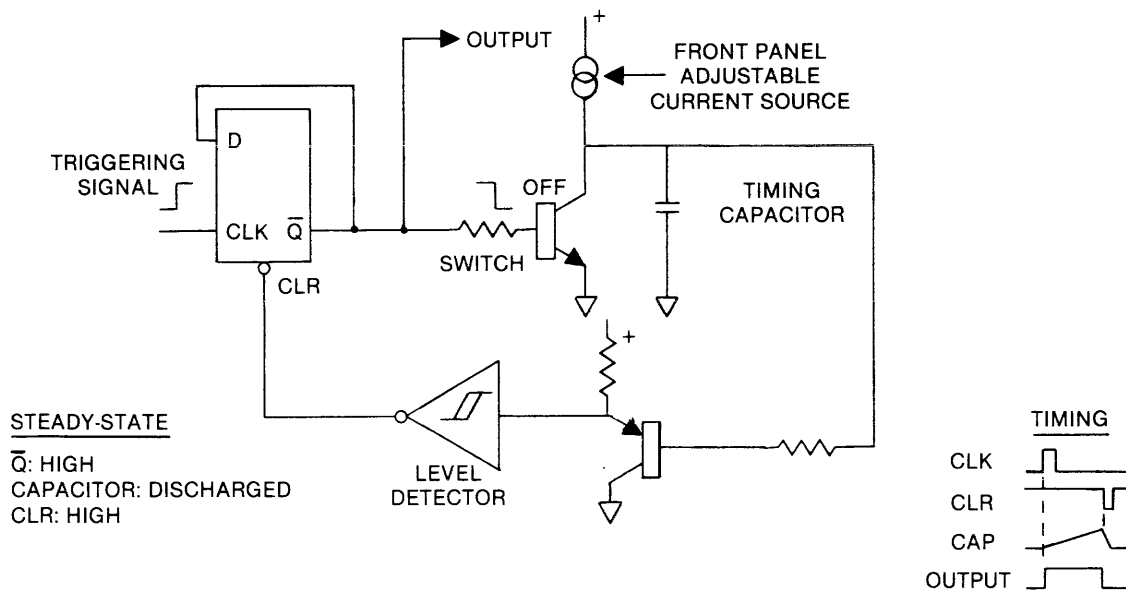 +
OUTPUT
FRONT PANEL
ADJUSTABLE
CURRENT SOURCE
D
TRIGGERING
SIGNAL
OFF
TIMING
CAPACITOR
CLK
Q̅
SWITCH
CLR
+
STEADY-STATE
Q̅: HIGH
CAPACITOR: DISCHARGED
CLR: HIGH
LEVEL
DETECTOR
TIMING
CLK
CLR
CAP
OUTPUT